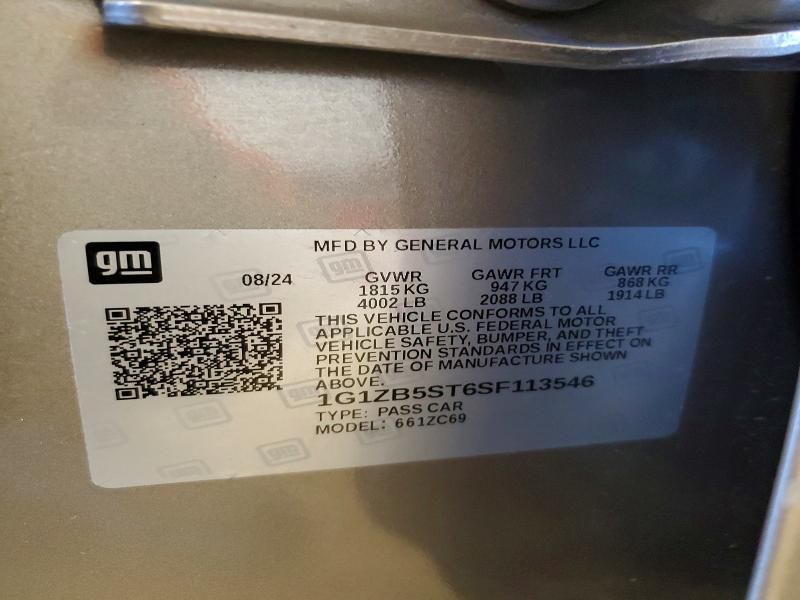 gm
MFD BY GENERAL MOTORS LLC
08/24 GVWR GAWR FRT GAWR RR
1815 KG 947 KG 868 KG
4002 LB 2088 LB 1914 LB
THIS VEHICLE CONFORMS TO ALL
APPLICABLE U.S. FEDERAL MOTOR
VEHICLE SAFETY, BUMPER, AND THEFT
PREVENTION STANDARDS IN EFFECT ON
THE DATE OF MANUFACTURE SHOWN
ABOVE.
1G1ZB5ST6SF113546
TYPE: PASS CAR
MODEL: 661ZC69